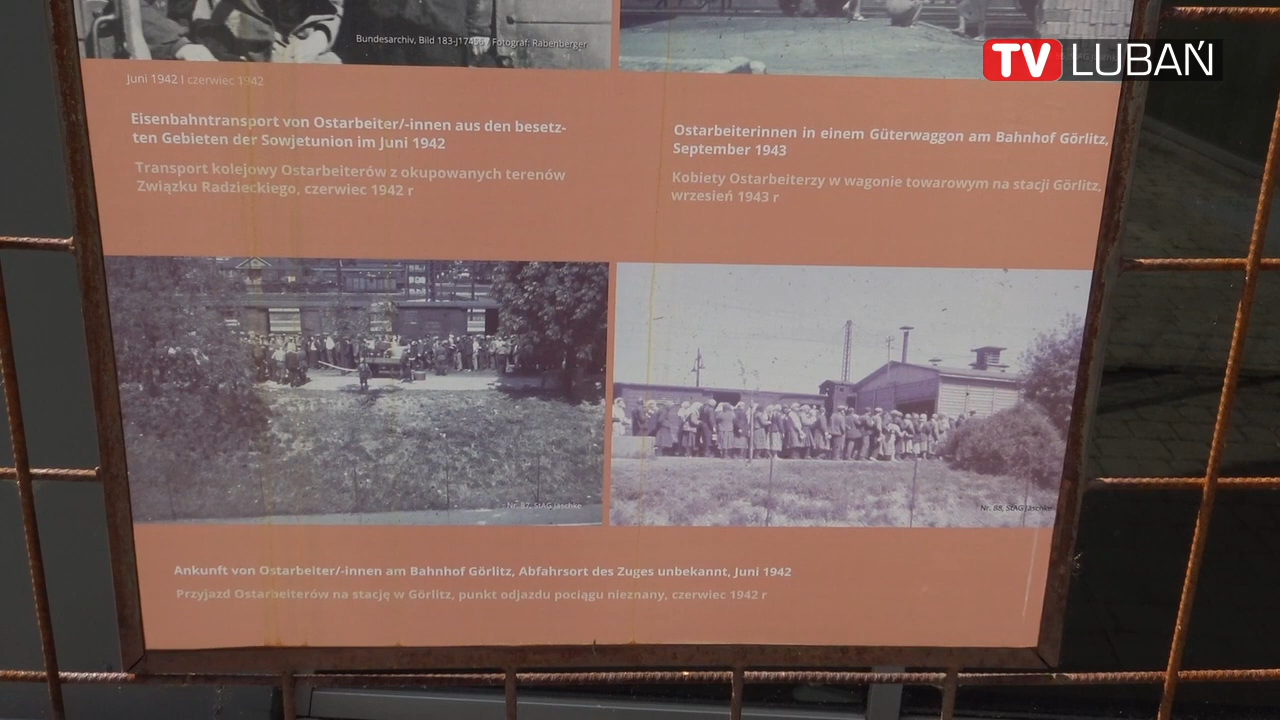 TV LUBAŃ
Bundesarchiv, Bild 183-J17496 / Fotograf: Rabenberger
Juni 1942 I czerwiec 1942
Eisenbahntransport von Ostarbeiter/-innen aus den besetz-
ten Gebieten der Sowjetunion im Juni 1942
Transport kolejowy Ostarbeiterów z okupowanych terenów
Związku Radzieckiego, czerwiec 1942 r
Ostarbeiterinnen in einem Güterwaggon am Bahnhof Görlitz,
September 1943
Kobiety Ostarbeiterzy w wagonie towarowym na stacji Görlitz,
wrzesień 1943 r
Nr. 87, StAG Jaschke
Nr. 88, StAG Jaschke
Ankunft von Ostarbeiter/-innen am Bahnhof Görlitz, Abfahrsort des Zuges unbekannt, Juni 1942
Przyjazd Ostarbeiterów na stację w Görlitz, punkt odjazdu pociągu nieznany, czerwiec 1942 r